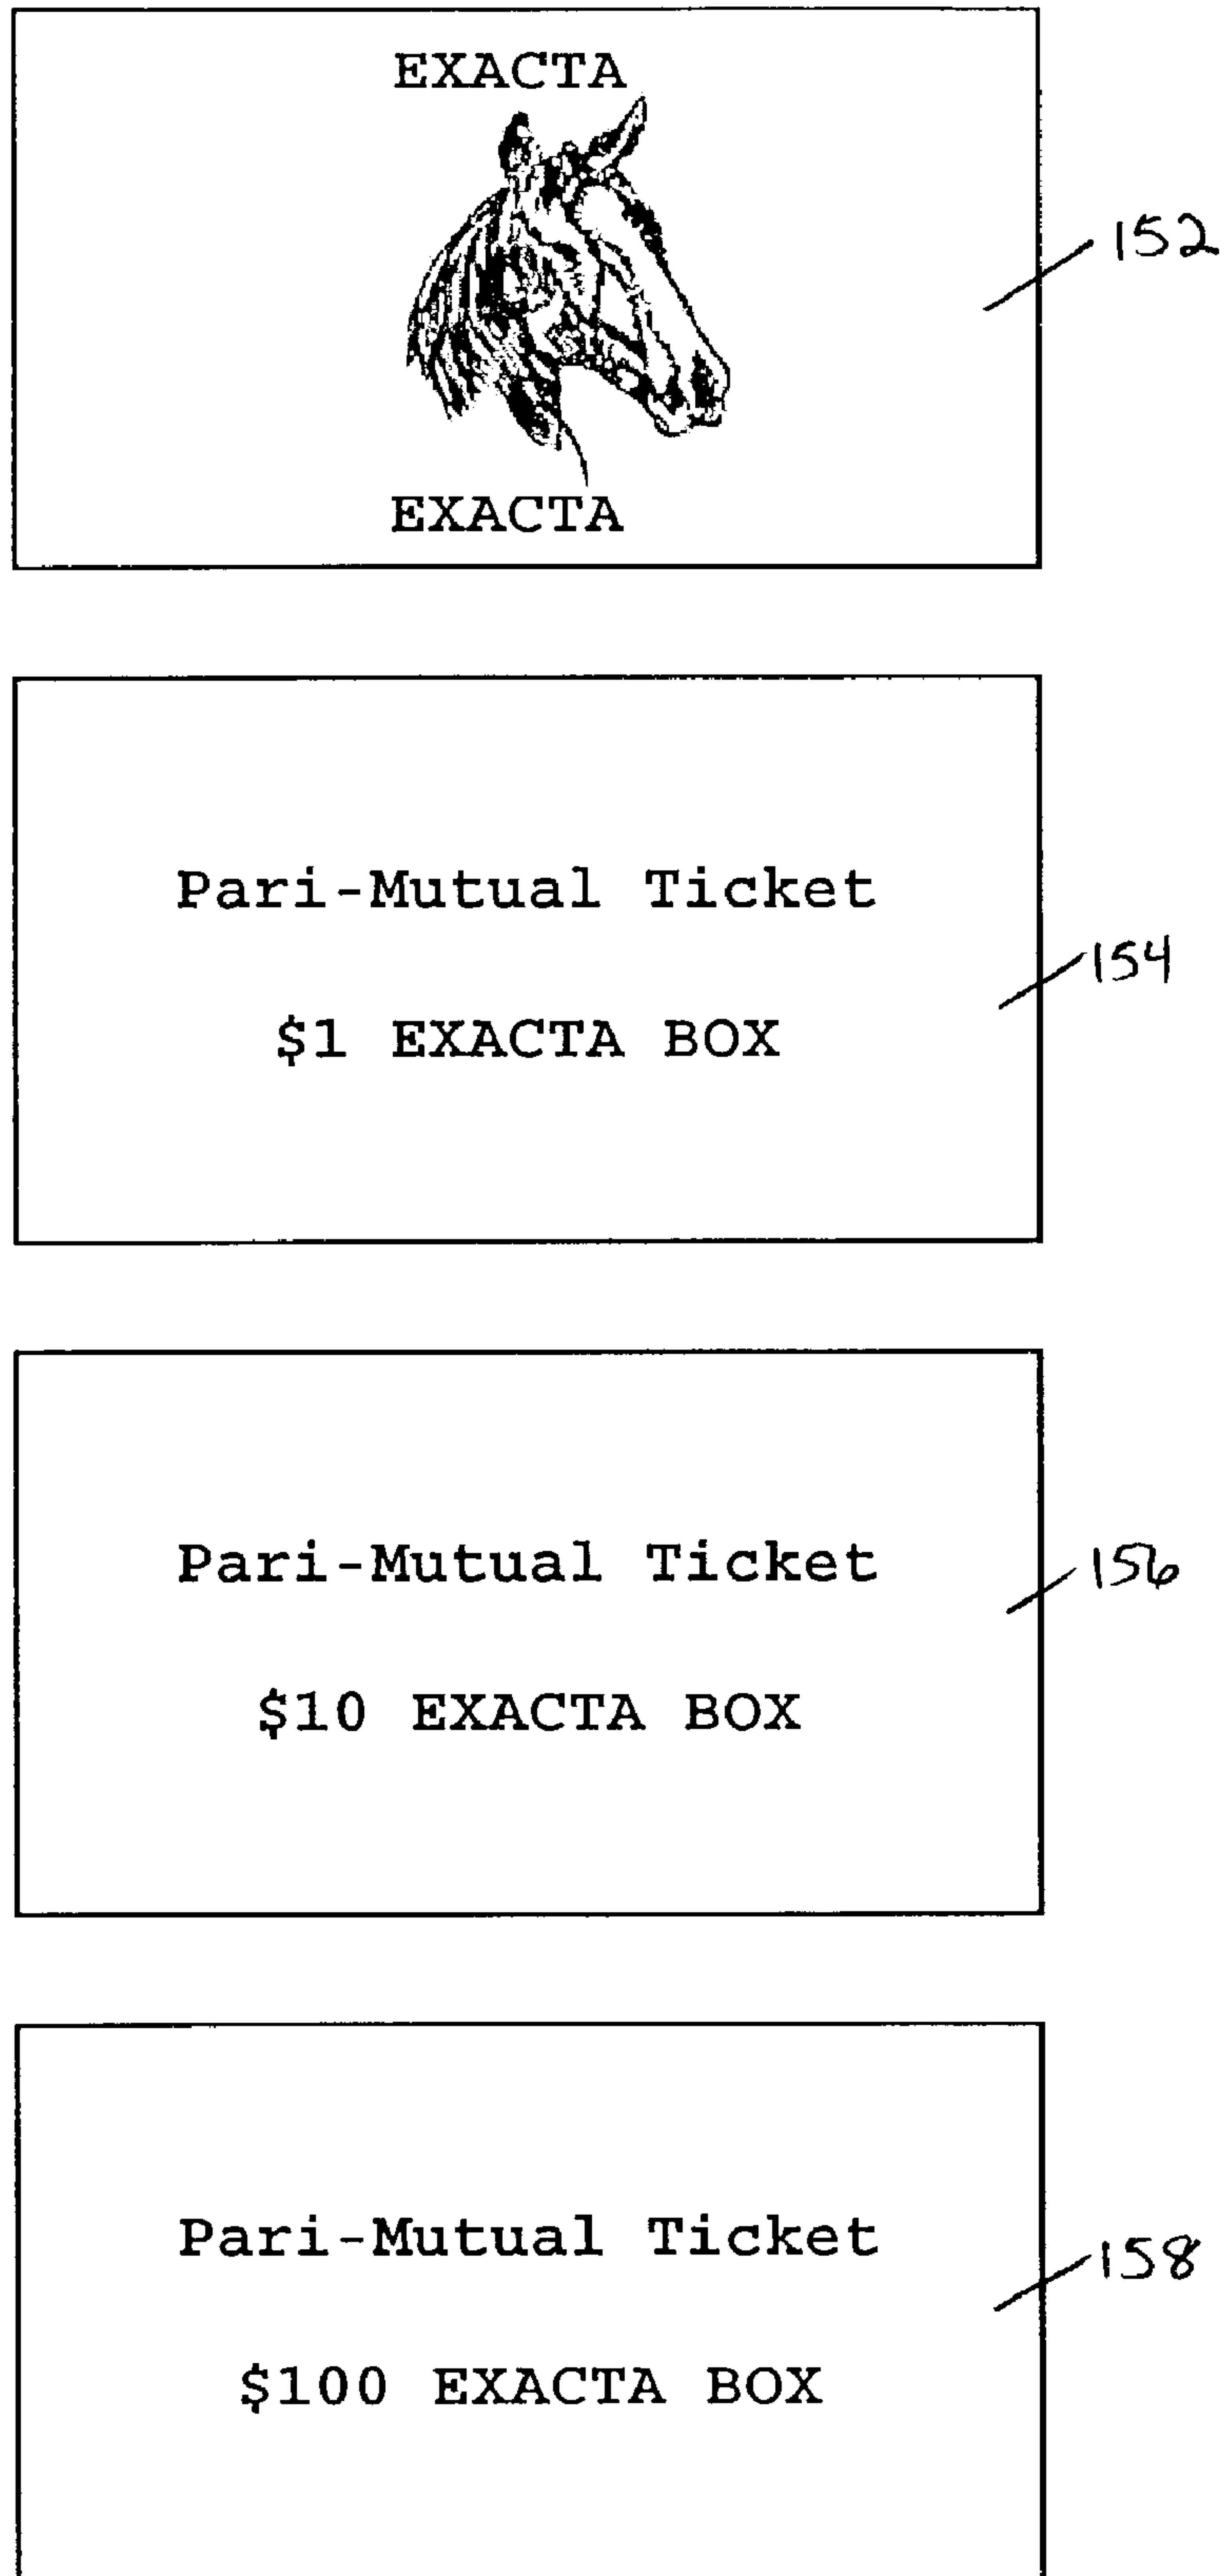 EXACTA
152
EXACTA
Pari-Mutual Ticket
154
$1 EXACTA BOX
Pari-Mutual Ticket
156
$10 EXACTA BOX
Pari-Mutual Ticket
158
$100 EXACTA BOX